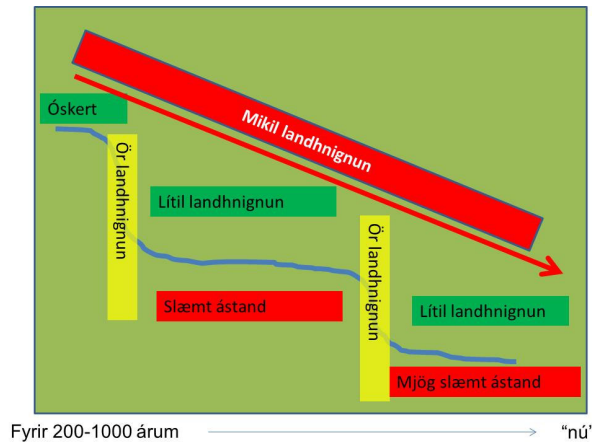 Mikil landhnignun
Óskert
Ör landhnignun
Lítil landhnignun
Slæmt ástand
Ör landhnignun
Lítil landhnignun
Mjög slæmt ástand
Fyrir 200-1000 árum
“nú’